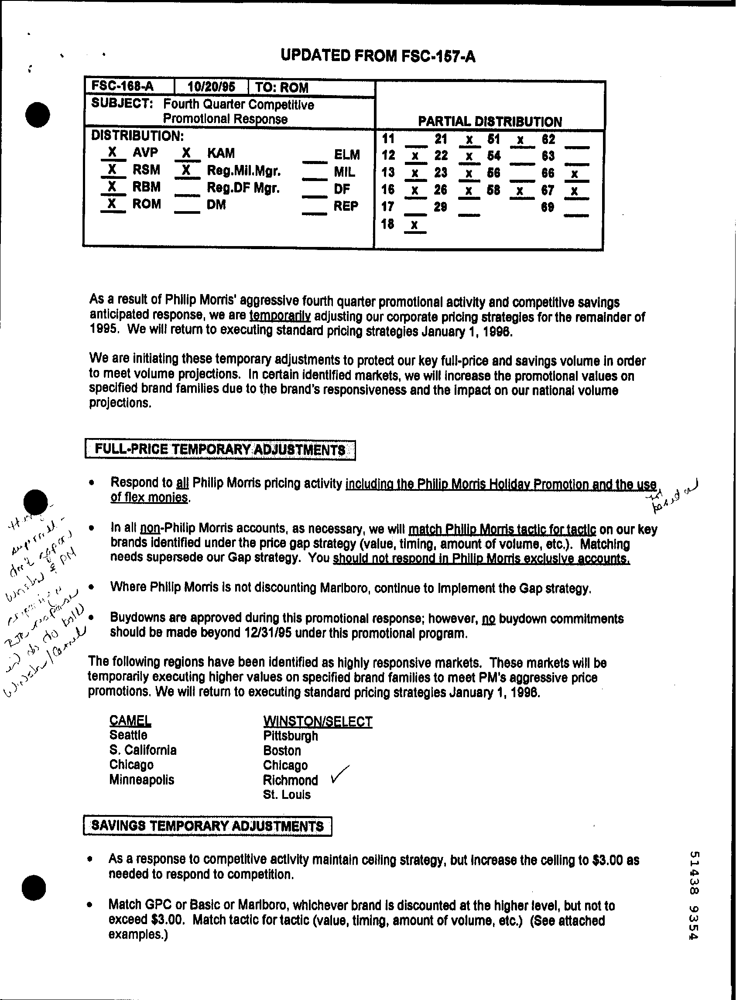 UPDATED FROM FSC-157-A
FSC-168-A 10/20/95 TO: ROM
SUBJECT: Fourth Quarter Competitive
Promotional Response
DISTRIBUTION:
X AVP X KAM ___ ELM
X RSM X Reg.Mil.Mgr. ___ MIL
X RBM ___ Reg.DF Mgr. ___ DF
X ROM ___ DM ___ REP
PARTIAL DISTRIBUTION
11 ___ 21 x 51 x 62 ___
12 x 22 x 54 ___ 63 ___
13 x 23 x 56 ___ 66 x
16 x 26 x 58 x 67 x
17 ___ 29 ___ 69 ___
18 x
As a result of Philip Morris' aggressive fourth quarter promotional activity and competitive savings
anticipated response, we are temporarily adjusting our corporate pricing strategies for the remainder of
1995. We will return to executing standard pricing strategies January 1, 1996.
We are initiating these temporary adjustments to protect our key full-price and savings volume in order
to meet volume projections. In certain identified markets, we will increase the promotional values on
specified brand families due to the brand's responsiveness and the impact on our national volume
projections.
FULL-PRICE TEMPORARY ADJUSTMENTS
• Respond to all Philip Morris pricing activity including the Philip Morris Holiday Promotion and the use
of flex monies.
• In all non-Philip Morris accounts, as necessary, we will match Philip Morris tactic for tactic on our key
brands identified under the price gap strategy (value, timing, amount of volume, etc.). Matching
needs supersede our Gap strategy. You should not respond in Philip Morris exclusive accounts.
• Where Philip Morris is not discounting Marlboro, continue to implement the Gap strategy.
• Buydowns are approved during this promotional response; however, no buydown commitments
should be made beyond 12/31/95 under this promotional program.
The following regions have been identified as highly responsive markets. These markets will be
temporarily executing higher values on specified brand families to meet PM's aggressive price
promotions. We will return to executing standard pricing strategies January 1, 1996.
CAMEL WINSTON/SELECT
Seattle Pittsburgh
S. California Boston
Chicago Chicago
Minneapolis Richmond ✓
St. Louis
SAVINGS TEMPORARY ADJUSTMENTS
• As a response to competitive activity maintain ceiling strategy, but increase the ceiling to $3.00 as
needed to respond to competition.
• Match GPC or Basic or Marlboro, whichever brand is discounted at the higher level, but not to
exceed $3.00. Match tactic for tactic (value, timing, amount of volume, etc.) (See attached
examples.)
51438 9354